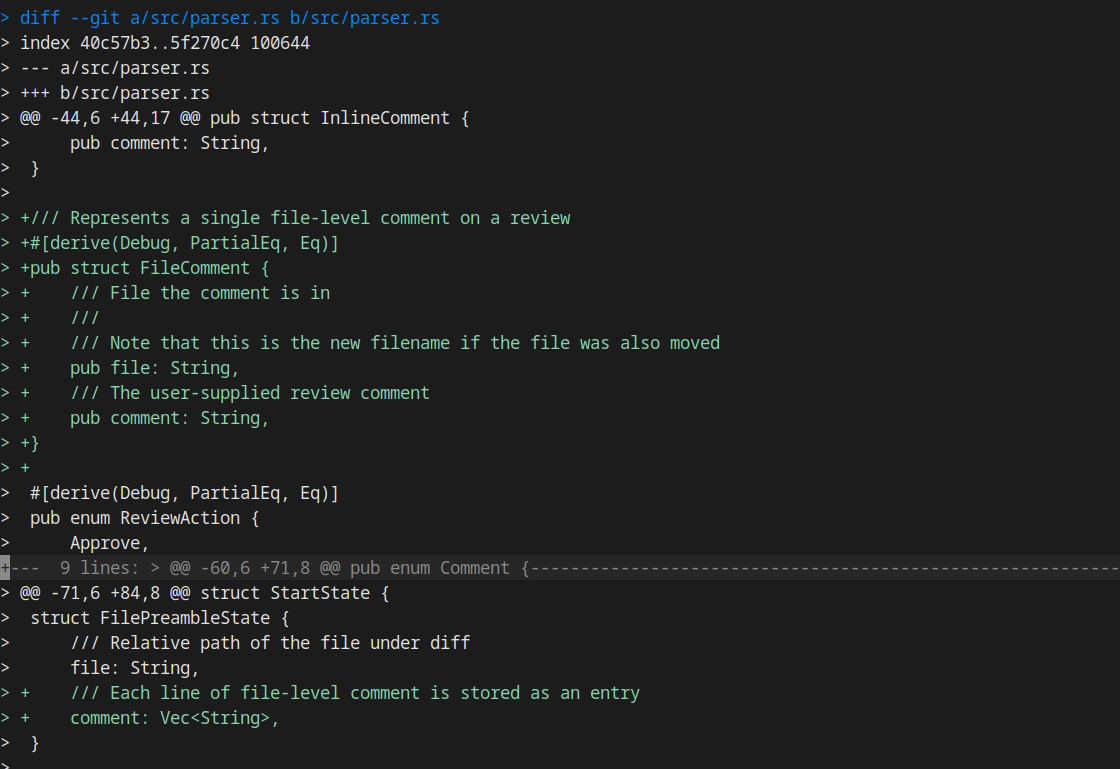 > diff --git a/src/parser.rs b/src/parser.rs
> index 40c57b3..5f270c4 100644
> --- a/src/parser.rs
> +++ b/src/parser.rs
> @@ -44,6 +44,17 @@ pub struct InlineComment {
>      pub comment: String,
>  }
>
> +/// Represents a single file-level comment on a review
> +#[derive(Debug, PartialEq, Eq)]
> +pub struct FileComment {
> +    /// File the comment is in
> +    ///
> +    /// Note that this is the new filename if the file was also moved
> +    pub file: String,
> +    /// The user-supplied review comment
> +    pub comment: String,
> +}
> +
>  #[derive(Debug, PartialEq, Eq)]
>  pub enum ReviewAction {
>      Approve,
+---  9 lines: > @@ -60,6 +71,8 @@ pub enum Comment {-----------------------------------------------------------
> @@ -71,6 +84,8 @@ struct StartState {
>  struct FilePreambleState {
>      /// Relative path of the file under diff
>      file: String,
> +    /// Each line of file-level comment is stored as an entry
> +    comment: Vec<String>,
>  }
>